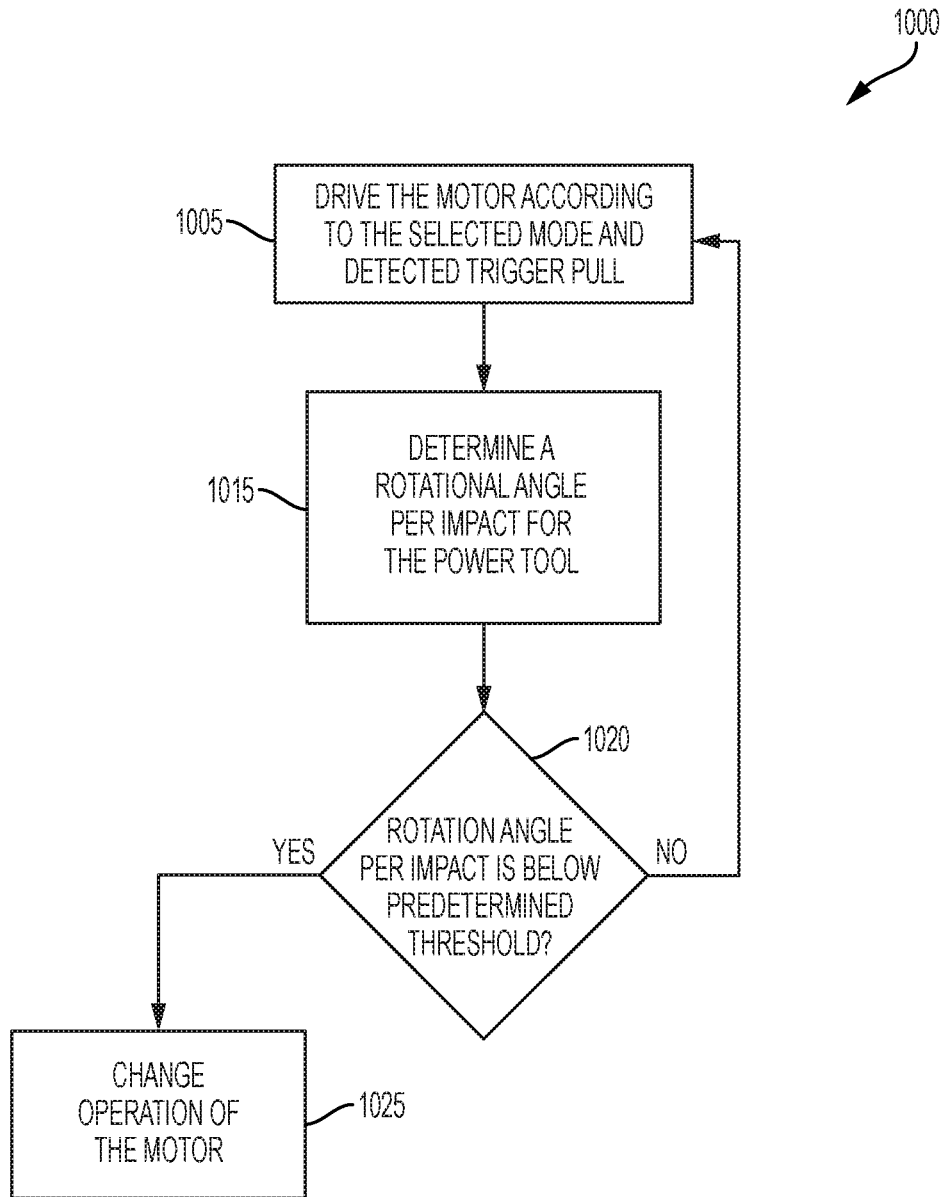 1000
DRIVE THE MOTOR ACCORDING
TO THE SELECTED MODE AND
DETECTED TRIGGER PULL
1005
DETERMINE A
ROTATIONAL ANGLE
PER IMPACT FOR
THE POWER TOOL
1015
1020
ROTATION ANGLE
PER IMPACT IS BELOW
PREDETERMINED
THRESHOLD?
YES
NO
CHANGE
OPERATION OF
THE MOTOR
1025